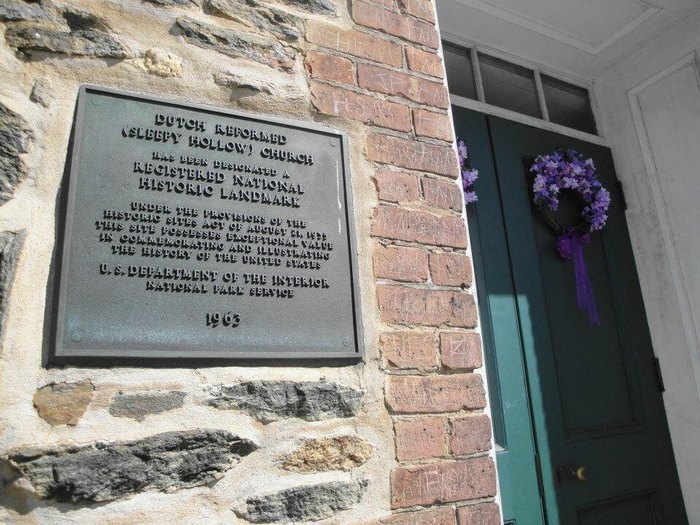 DUTCH REFORMED
(SLEEPY HOLLOW) CHURCH
HAS BEEN DESIGNATED A
REGISTERED NATIONAL
HISTORIC LANDMARK
UNDER THE PROVISIONS OF THE
HISTORIC SITES ACT OF AUGUST 21, 1935
THIS SITE POSSESSES EXCEPTIONAL VALUE
IN COMMEMORATING AND ILLUSTRATING
THE HISTORY OF THE UNITED STATES
U. S. DEPARTMENT OF THE INTERIOR
NATIONAL PARK SERVICE
1963